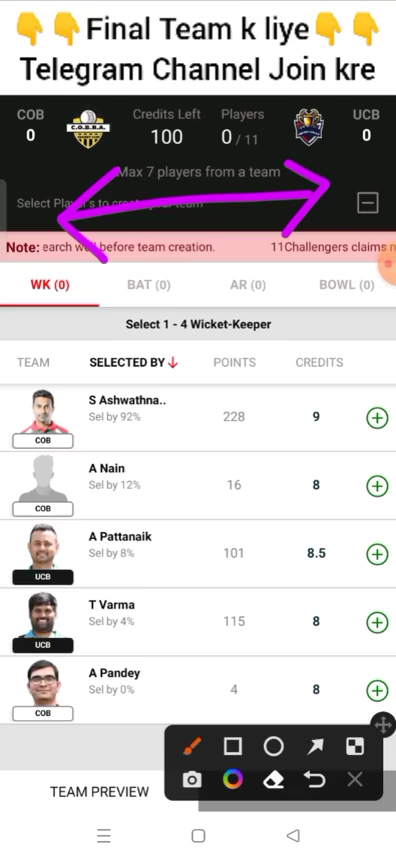 👇👇Final Team k liye👇👇
Telegram Channel Join kre
COB
0
C.O.B.R.A.
Credits Left
100
Players
0 / 11
UCB
0
Max 7 players from a team
Select Players to create your team
Note: earch well before team creation. 11Challengers claims n
WK (0) BAT (0) AR (0) BOWL (0)
Select 1 - 4 Wicket-Keeper
TEAM SELECTED BY ↓ POINTS CREDITS
S Ashwathna..
Sel by 92%
228 9
COB
A Nain
Sel by 12%
16 8
COB
A Pattanaik
Sel by 8%
101 8.5
UCB
T Varma
Sel by 4%
115 8
UCB
A Pandey
Sel by 0%
4 8
COB
TEAM PREVIEW